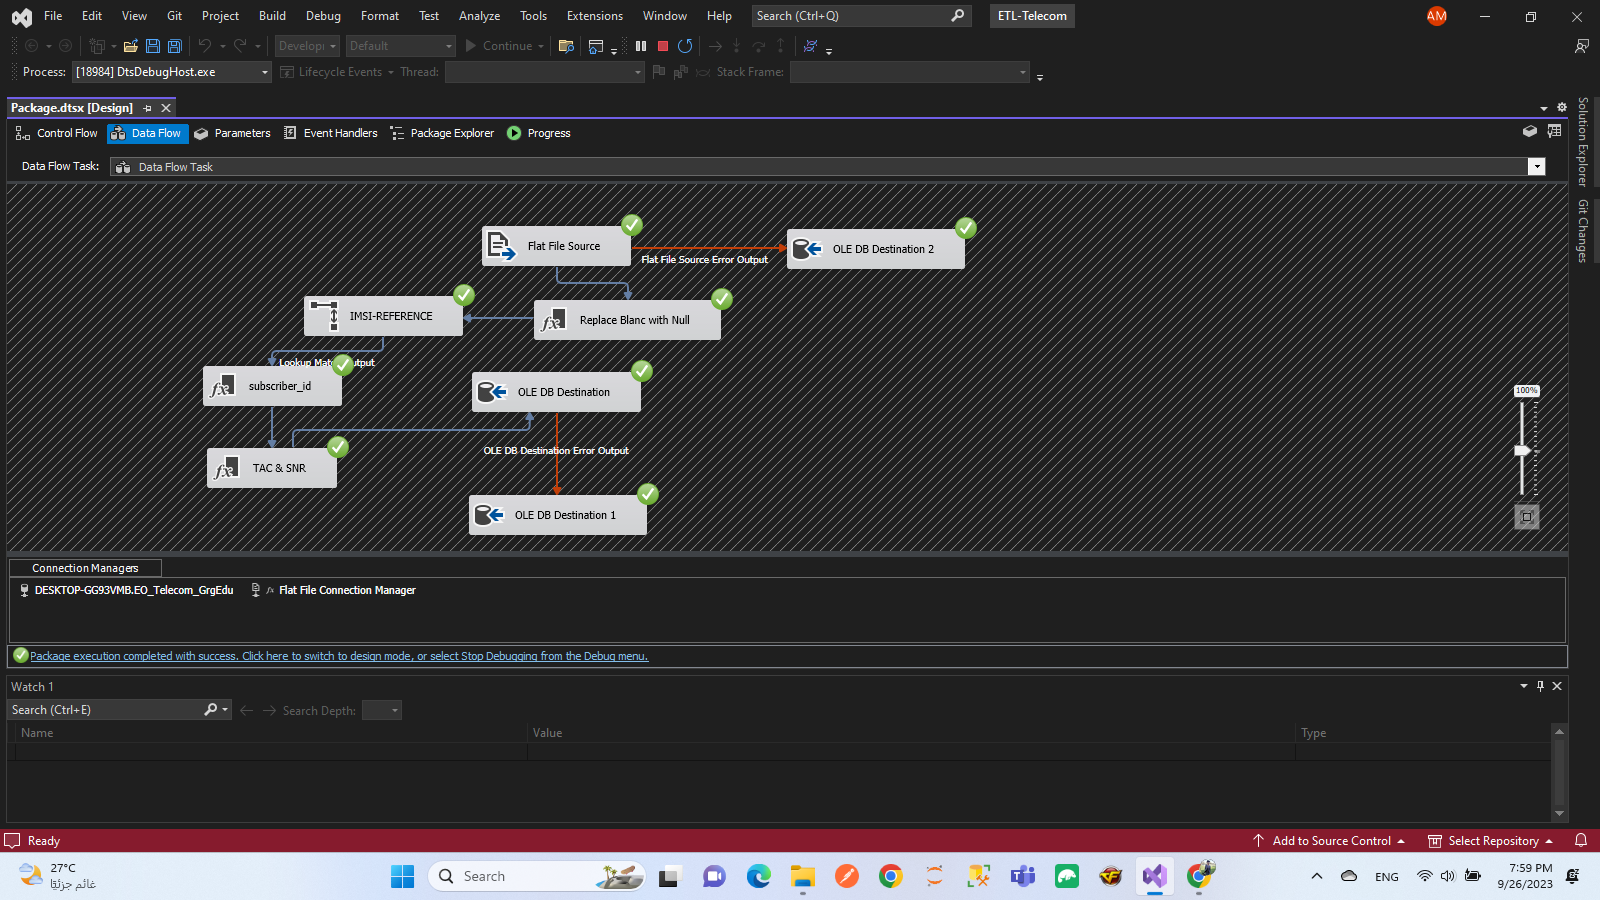 File Edit View Git Project Build Debug Format Test Analyze Tools Extensions Window Help Search (Ctrl+Q) ETL-Telecom AM
Develop Default Continue
Process: [18984] DtsDebugHost.exe Lifecycle Events Thread: Stack Frame:
Package.dtsx [Design]
Control Flow Data Flow Parameters Event Handlers Package Explorer Progress
Data Flow Task: Data Flow Task
Solution Explorer
Git Changes
Flat File Source
Flat File Source Error Output
OLE DB Destination 2
IMSI-REFERENCE
Replace Blanc with Null
Lookup Match Output
subscriber_id
OLE DB Destination
OLE DB Destination Error Output
TAC & SNR
OLE DB Destination 1
100%
Connection Managers
DESKTOP-GG93VMB.EO_Telecom_GrgEdu Flat File Connection Manager
Package execution completed with success. Click here to switch to design mode, or select Stop Debugging from the Debug menu.
Watch 1
Search (Ctrl+E) Search Depth:
Name Value Type
Ready Add to Source Control Select Repository
27°C
غائم جزئيًا
Search
ENG
7:59 PM
9/26/2023